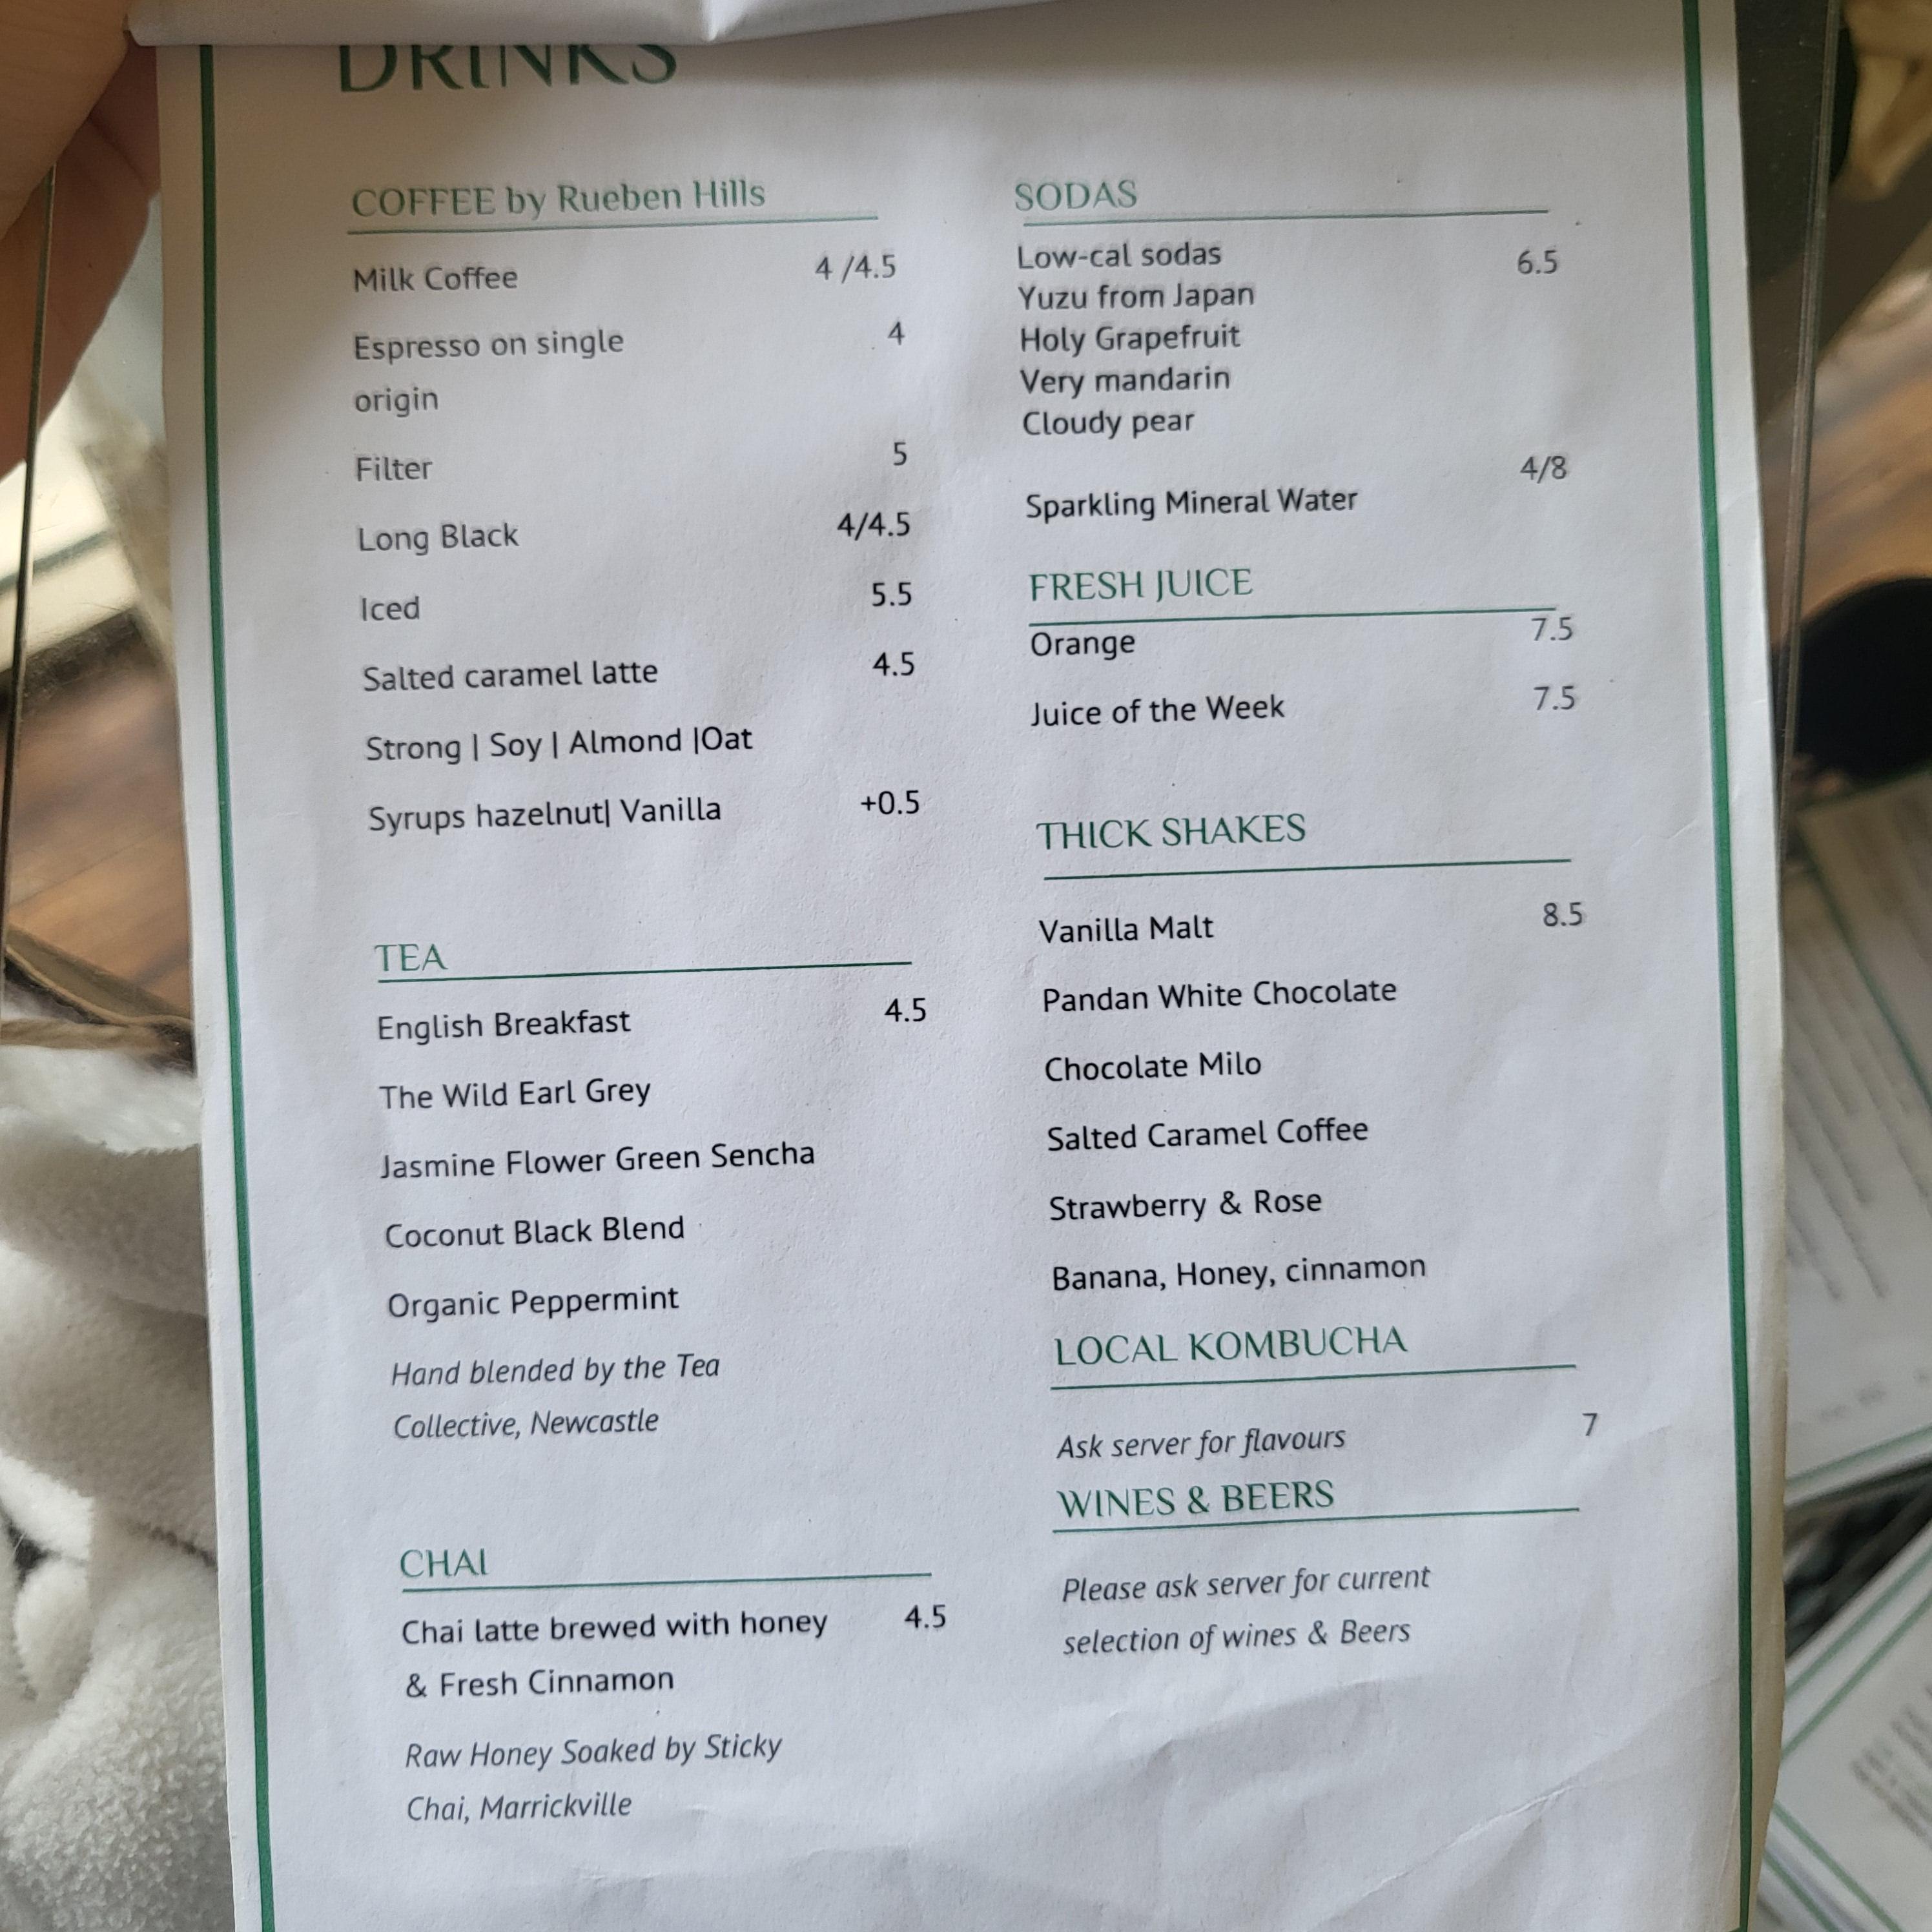 DRINKS
COFFEE by Rueben Hills
Milk Coffee 4 /4.5
Espresso on single 4
origin
Filter 5
Long Black 4/4.5
Iced 5.5
Salted caramel latte 4.5
Strong | Soy | Almond |Oat
Syrups hazelnut| Vanilla +0.5
TEA
English Breakfast 4.5
The Wild Earl Grey
Jasmine Flower Green Sencha
Coconut Black Blend
Organic Peppermint
Hand blended by the Tea
Collective, Newcastle
CHAI
Chai latte brewed with honey 4.5
& Fresh Cinnamon
Raw Honey Soaked by Sticky
Chai, Marrickville
SODAS
Low-cal sodas 6.5
Yuzu from Japan
Holy Grapefruit
Very mandarin
Cloudy pear
4/8
Sparkling Mineral Water
FRESH JUICE
Orange 7.5
Juice of the Week 7.5
THICK SHAKES
Vanilla Malt 8.5
Pandan White Chocolate
Chocolate Milo
Salted Caramel Coffee
Strawberry & Rose
Banana, Honey, cinnamon
LOCAL KOMBUCHA
Ask server for flavours 7
WINES & BEERS
Please ask server for current
selection of wines & Beers